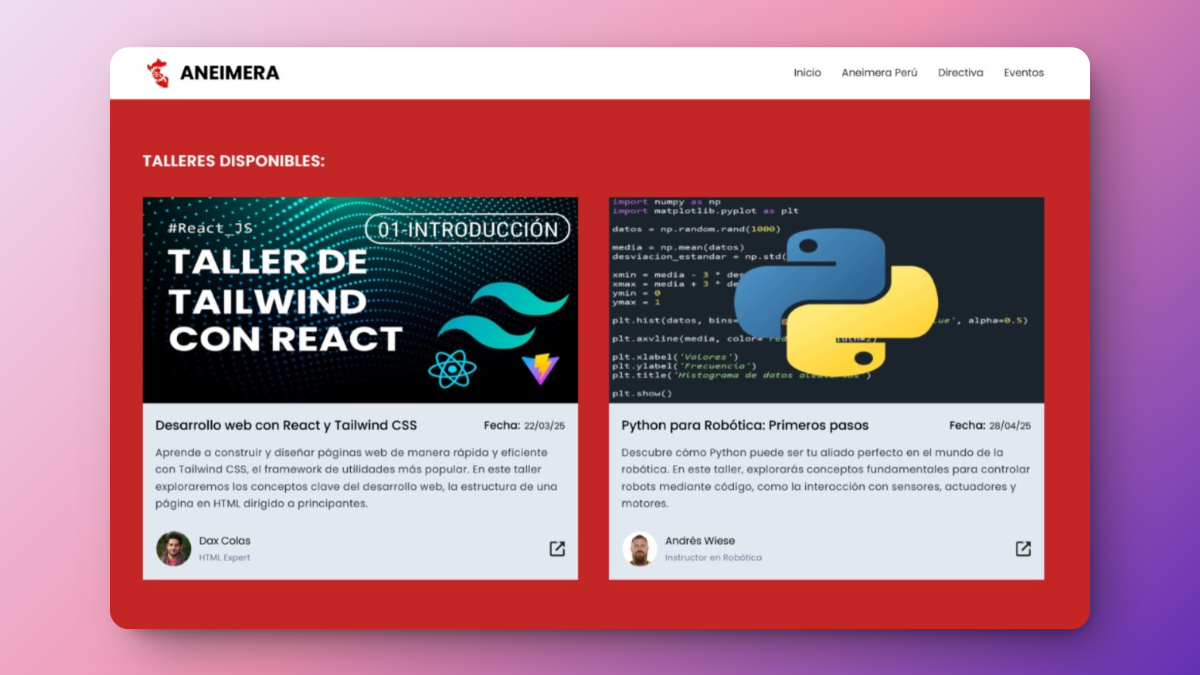 ANEIMERA
Inicio
Aneimera Perú
Directiva
Eventos
TALLERES DISPONIBLES:
#React_JS
01-INTRODUCCIÓN
TALLER DE
TAILWIND
CON REACT
Desarrollo web con React y Tailwind CSS
Fecha: 22/03/25
Aprende a construir y diseñar páginas web de manera rápida y eficiente
con Tailwind CSS, el framework de utilidades más popular. En este taller
exploraremos los conceptos clave del desarrollo web, la estructura de una
página en HTML dirigido a principantes.
Dax Colas
HTML Expert
import numpy as np
import matplotlib.pyplot as plt
datos = np.random.rand(1000)
media = np.mean(datos)
desviacion_estandar = np.std(
xmin = media - 3 * des
xmax = media + 3 * de
ymin = 0
ymax = 1
plt.hist(datos, bins= ue', alpha=0.5)
plt.axvline(media, color=
plt.xlabel('Valores')
plt.ylabel('Frecuencia')
plt.title('Histograma de datos
plt.show()
Python para Robótica: Primeros pasos
Fecha: 28/04/25
Descubre cómo Python puede ser tu aliado perfecto en el mundo de la
robótica. En este taller, explorarás conceptos fundamentales para controlar
robots mediante código, como la interacción con sensores, actuadores y
motores.
Andrés Wiese
Instructor en Robótica